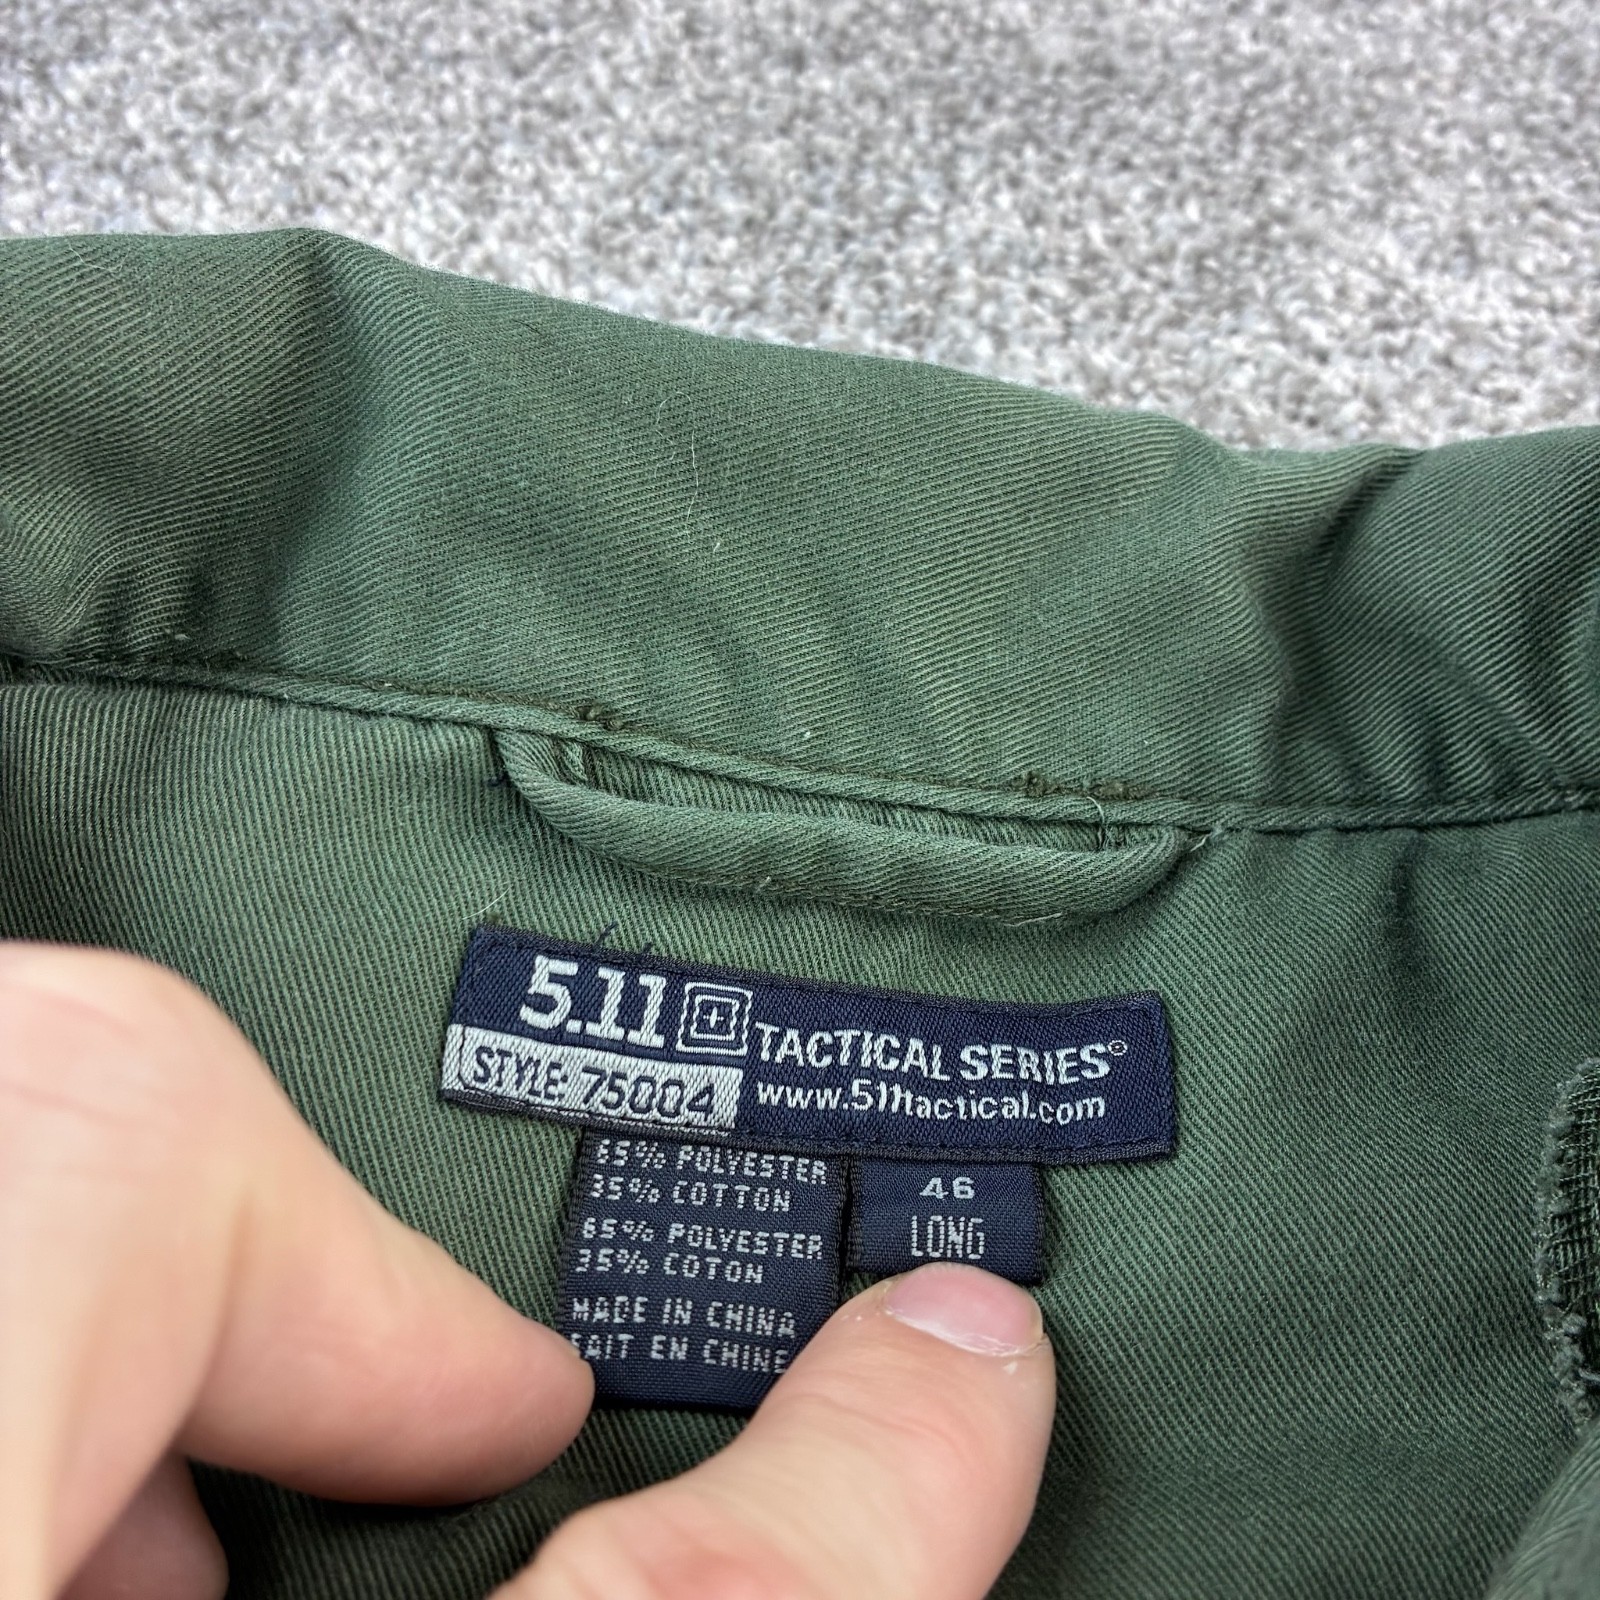 5.11 TACTICAL SERIES®
STYLE: 75004 www.511tactical.com
65% POLYESTER
35% COTTON
65% POLYESTER
35% COTON
MADE IN CHINA
FAIT EN CHINE
46
LONG